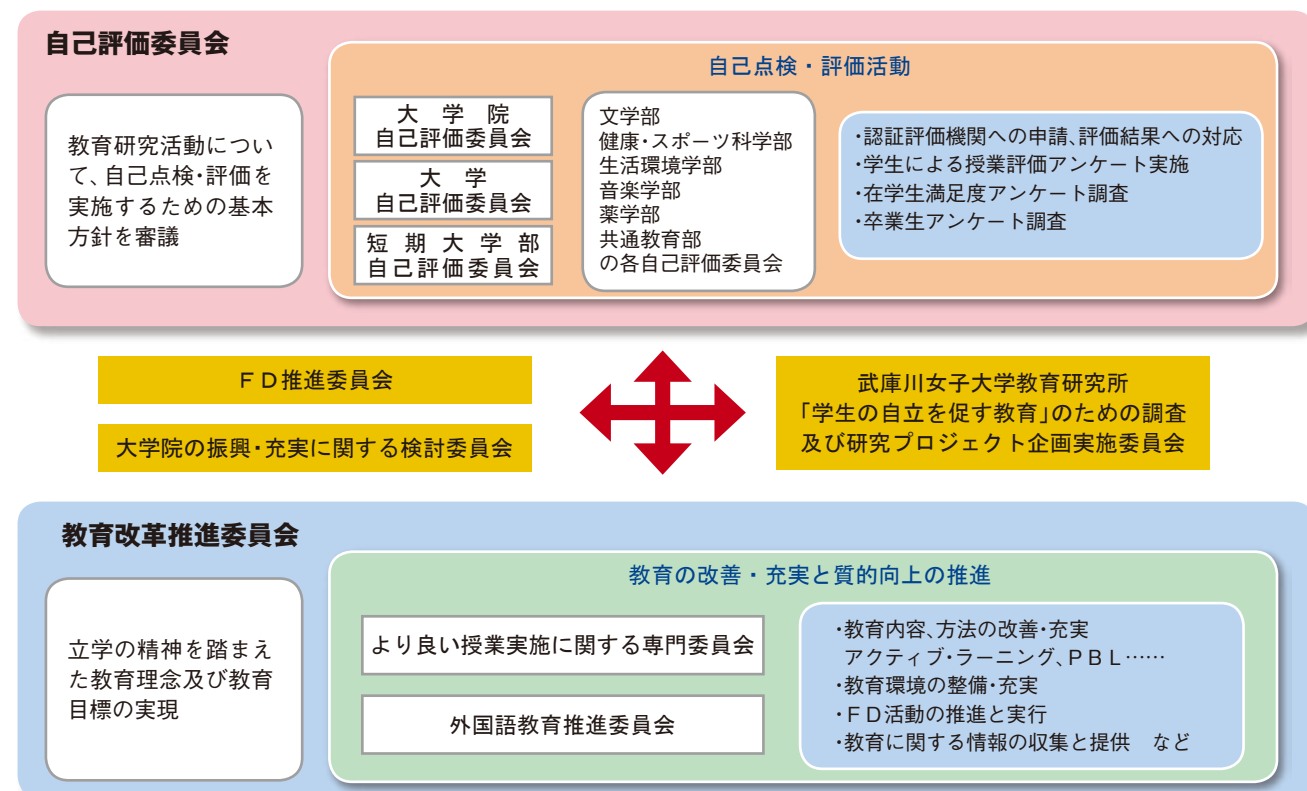 自己評価委員会
教育研究活動につい
て、自己点検・評価を
実施するための基本
方針を審議
自己点検・評価活動
大学院
自己評価委員会
大学
自己評価委員会
短期大学部
自己評価委員会
文学部
健康・スポーツ科学部
生活環境学部
音楽学部
薬学部
共通教育部
の各自己評価委員会
・認証評価機関への申請、評価結果への対応
・学生による授業評価アンケート実施
・在学生満足度アンケート調査
・卒業生アンケート調査
ＦＤ推進委員会
大学院の振興・充実に関する検討委員会
武庫川女子大学教育研究所
「学生の自立を促す教育」のための調査
及び研究プロジェクト企画実施委員会
教育改革推進委員会
立学の精神を踏まえ
た教育理念及び教育
目標の実現
教育の改善・充実と質的向上の推進
より良い授業実施に関する専門委員会
外国語教育推進委員会
・教育内容、方法の改善・充実
アクティブ・ラーニング、ＰＢＬ……
・教育環境の整備・充実
・ＦＤ活動の推進と実行
・教育に関する情報の収集と提供　など